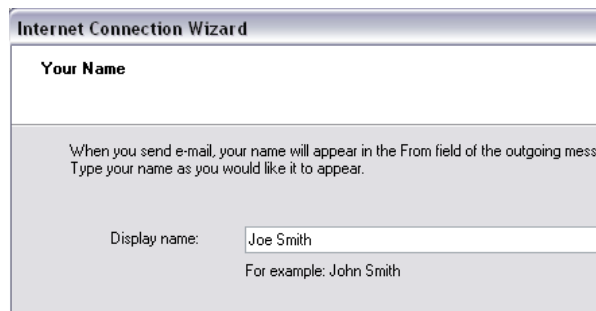 Internet Connection Wizard
Your Name
When you send e-mail, your name will appear in the From field of the outgoing mess
Type your name as you would like it to appear.
Display name: Joe Smith
For example: John Smith